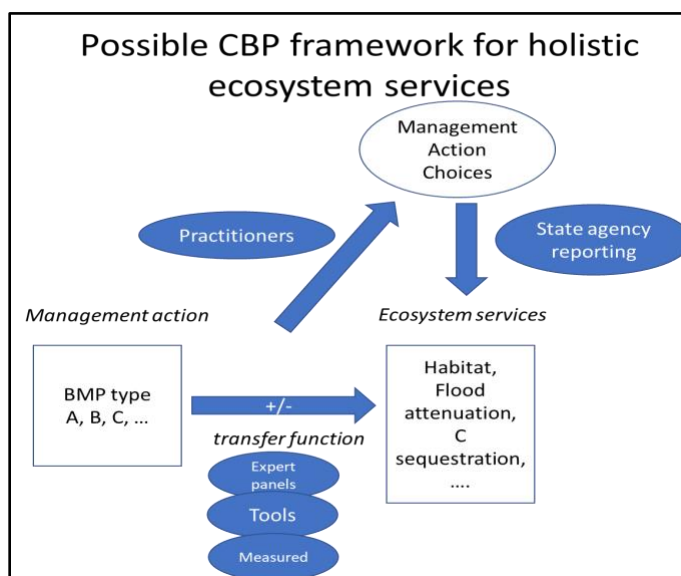 Possible CBP framework for holistic
ecosystem services
Management
Action
Choices
Practitioners
State agency
reporting
Management action
Ecosystem services
BMP type
A, B, C, ...
+/-
transfer function
Habitat,
Flood
attenuation,
C
sequestration,
....
Expert
panels
Tools
Measured